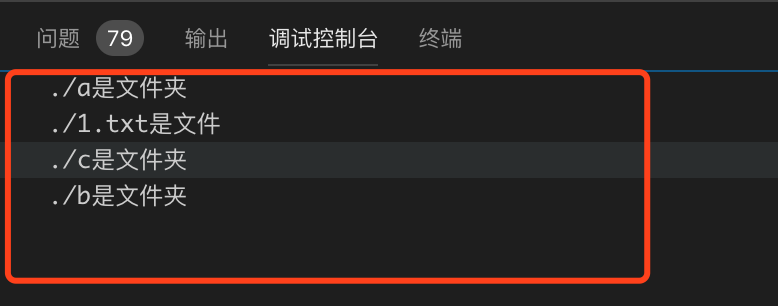 问题 79 输出 调试控制台 终端
./a是文件夹
./1.txt是文件
./c是文件夹
./b是文件夹